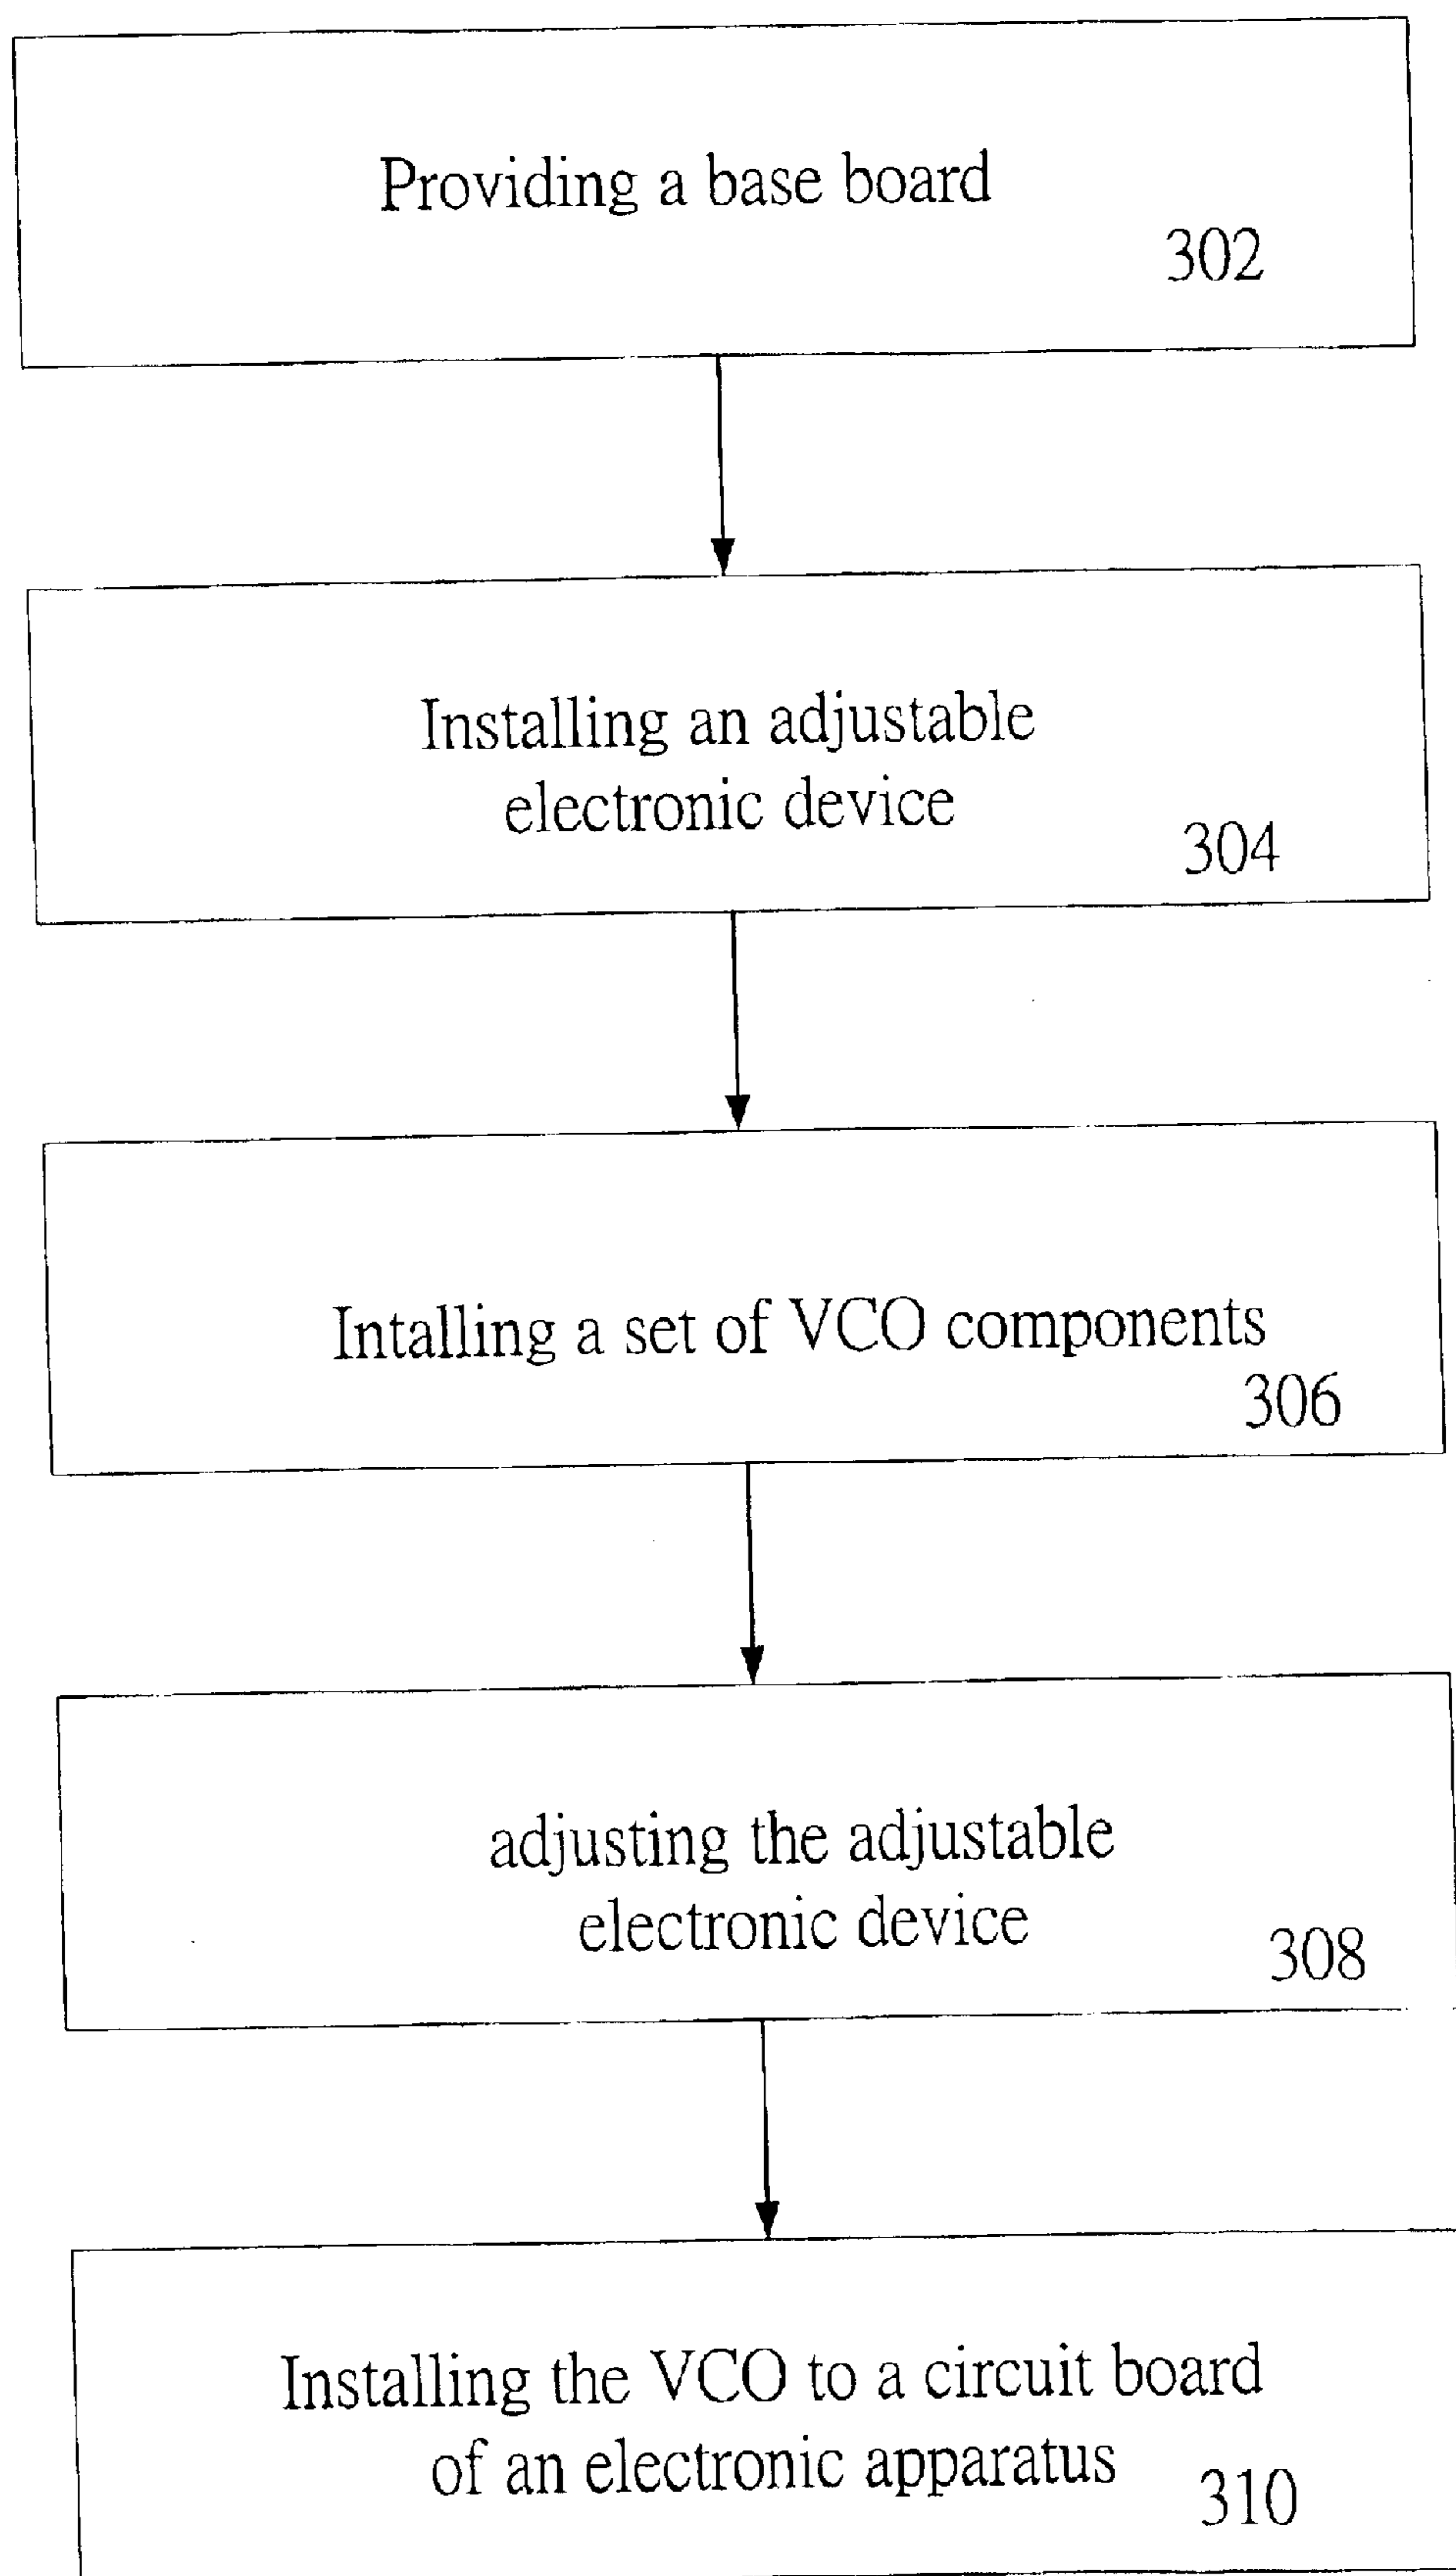 Providing a base board
302
Installing an adjustable
electronic device
304
Intalling a set of VCO components
306
adjusting the adjustable
electronic device
308
Installing the VCO to a circuit board
of an electronic apparatus
310